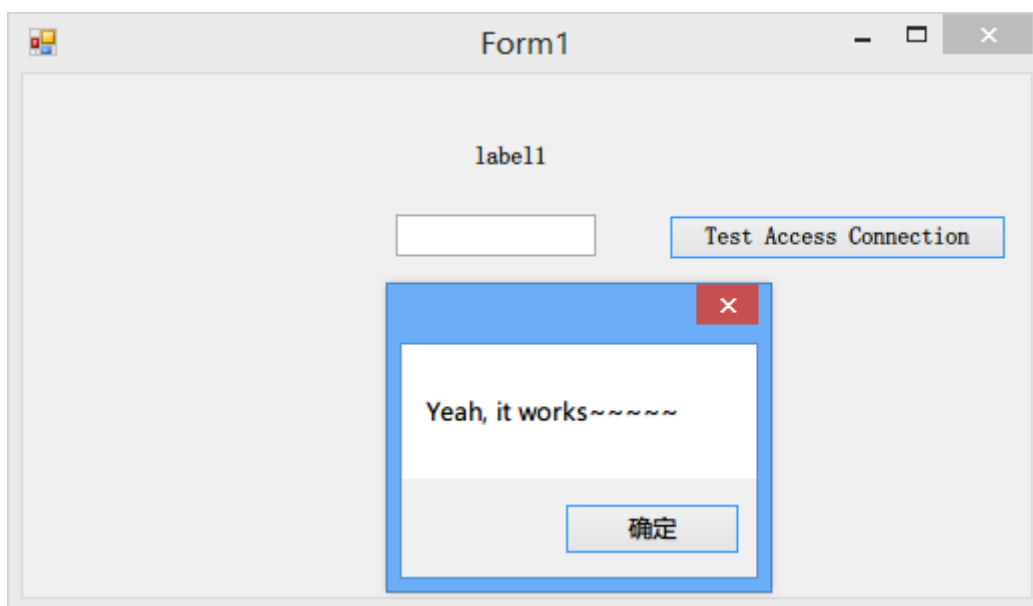 Form1
label1
Test Access Connection
Yeah, it works~~~~~
确定